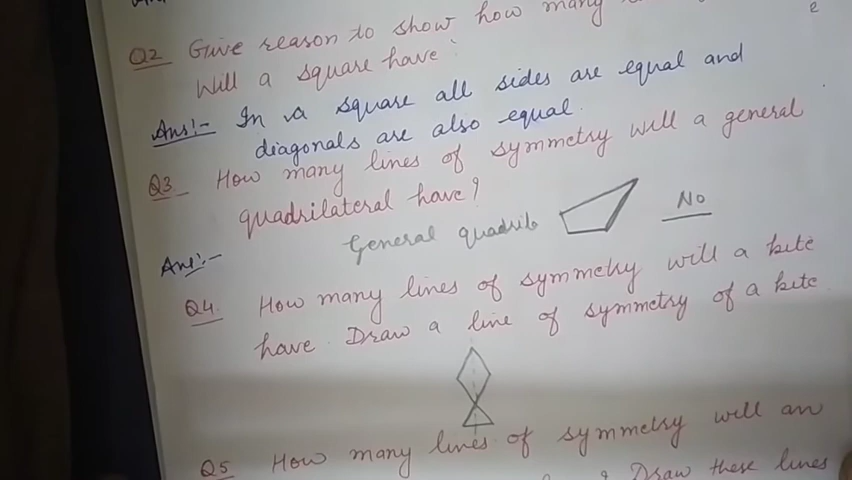 Q2 Give reason to show how many
Will a square have?
Ans:- In a square all sides are equal and
diagonals are also equal.
Q3 How many lines of symmetry will a general
quadrilateral have?
Ans:- General quadrilb No
Q4. How many lines of symmetry will a kite
have. Draw a line of symmetry of a kite.
Q5 How many lines of symmetry will an
? Draw these lines